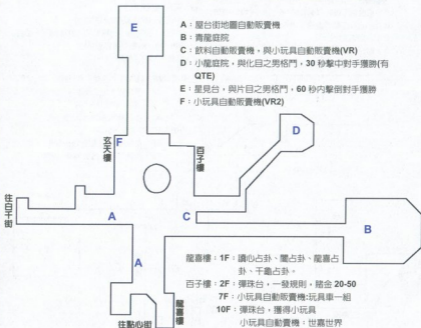 E
A：屋台街地圖自動販賣機
B：青龍庭院
C：飲料自動販賣機，與小玩具自動販賣機(VR)
D：小龍庭院，與化目之男格鬥，30 秒擊中對手獲勝(有
QTE)
E：星見台，與片目之男格鬥，60 秒內擊倒對手獲勝
F：小玩具自動販賣機(VR2)
F
玄天樓
百子樓
D
往白干街
A
C
B
A
龍喜樓：1F：讀心占卦、闇占卦、龍喜占
卦、干龜占卦。
百子樓：2F：彈珠台，一發規則，賭金 20-50
7F：小玩具自動販賣機:玩具車一組
10F：彈珠台，獲得小玩具
小玩具自動販賣機：世嘉世界
往點心街
龍喜樓